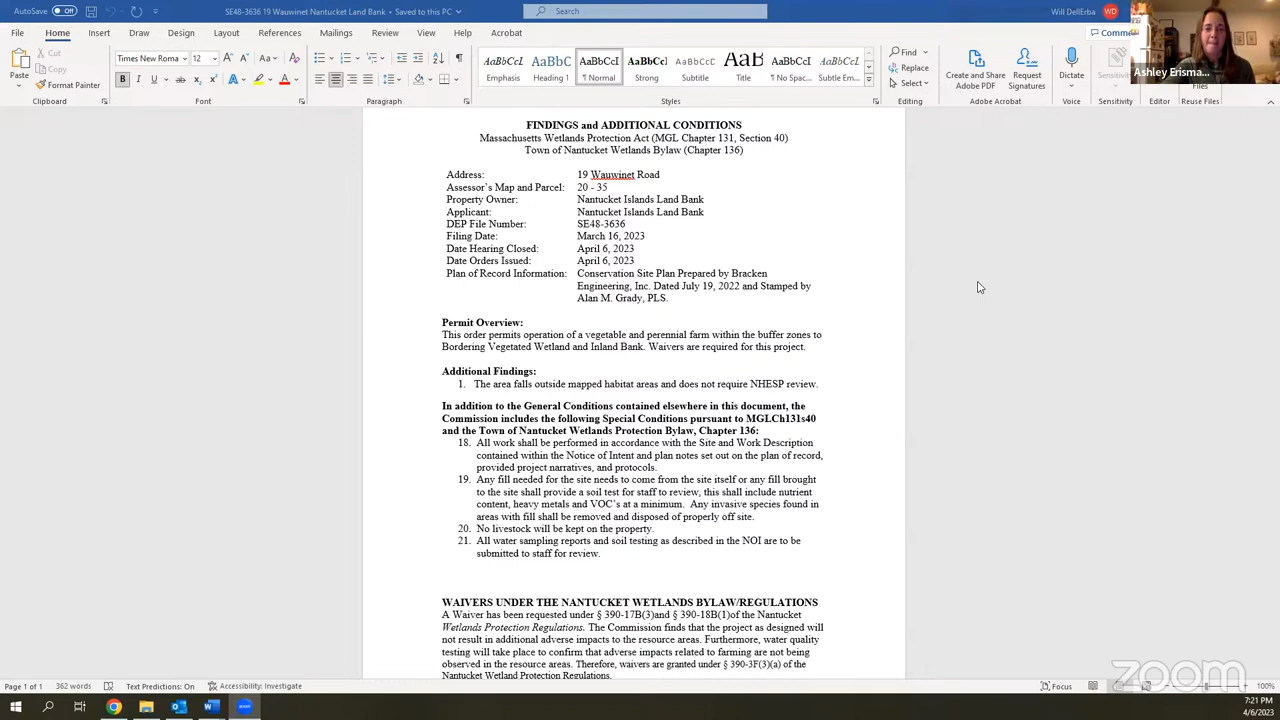 AutoSave Off SE48-3636 19 Wauwinet Nantucket Land Bank • Saved to this PC Search Will DellErba WD
File Home Insert Draw Design Layout References Mailings Review View Help Acrobat Comme
Paste Cut Copy Format Painter Clipboard
Times New Roma 12 Font
Paragraph
AaBbCcI Emphasis AaBbC Heading 1 AaBbCcI ¶ Normal AaBbCcI Strong AaBbCcI Subtitle AaB Title AaBbCcI ¶ No Spac... AaBbCcI Subtle Em... Styles
Find Replace Select Editing
Create and Share Adobe PDF Request Signatures Adobe Acrobat
Dictate Voice
Sensitivity Sensitivity
Editor
Files Reuse Files
Ashley Erisma...
FINDINGS and ADDITIONAL CONDITIONS
Massachusetts Wetlands Protection Act (MGL Chapter 131, Section 40)
Town of Nantucket Wetlands Bylaw (Chapter 136)
Address: 19 Wauwinet Road
Assessor's Map and Parcel: 20 - 35
Property Owner: Nantucket Islands Land Bank
Applicant: Nantucket Islands Land Bank
DEP File Number: SE48-3636
Filing Date: March 16, 2023
Date Hearing Closed: April 6, 2023
Date Orders Issued: April 6, 2023
Plan of Record Information: Conservation Site Plan Prepared by Bracken
Engineering, Inc. Dated July 19, 2022 and Stamped by
Alan M. Grady, PLS.
Permit Overview:
This order permits operation of a vegetable and perennial farm within the buffer zones to
Bordering Vegetated Wetland and Inland Bank. Waivers are required for this project.
Additional Findings:
1. The area falls outside mapped habitat areas and does not require NHESP review.
In addition to the General Conditions contained elsewhere in this document, the
Commission includes the following Special Conditions pursuant to MGLCh131s40
and the Town of Nantucket Wetlands Protection Bylaw, Chapter 136:
18. All work shall be performed in accordance with the Site and Work Description
contained within the Notice of Intent and plan notes set out on the plan of record,
provided project narratives, and protocols.
19. Any fill needed for the site needs to come from the site itself or any fill brought
to the site shall provide a soil test for staff to review, this shall include nutrient
content, heavy metals and VOC's at a minimum. Any invasive species found in
areas with fill shall be removed and disposed of properly off site.
20. No livestock will be kept on the property.
21. All water sampling reports and soil testing as described in the NOI are to be
submitted to staff for review.
WAIVERS UNDER THE NANTUCKET WETLANDS BYLAW/REGULATIONS
A Waiver has been requested under § 390-17B(3)and § 390-18B(1)of the Nantucket
Wetlands Protection Regulations. The Commission finds that the project as designed will
not result in additional adverse impacts to the resource areas. Furthermore, water quality
testing will take place to confirm that adverse impacts related to farming are not being
observed in the resource areas. Therefore, waivers are granted under § 390-3F(3)(a) of the
Nantucket Wetland Protection Regulations.
zoom
Page 1 of 1 362 words Text Predictions: On Accessibility: Investigate Focus 100%
7:21 PM
4/6/2023